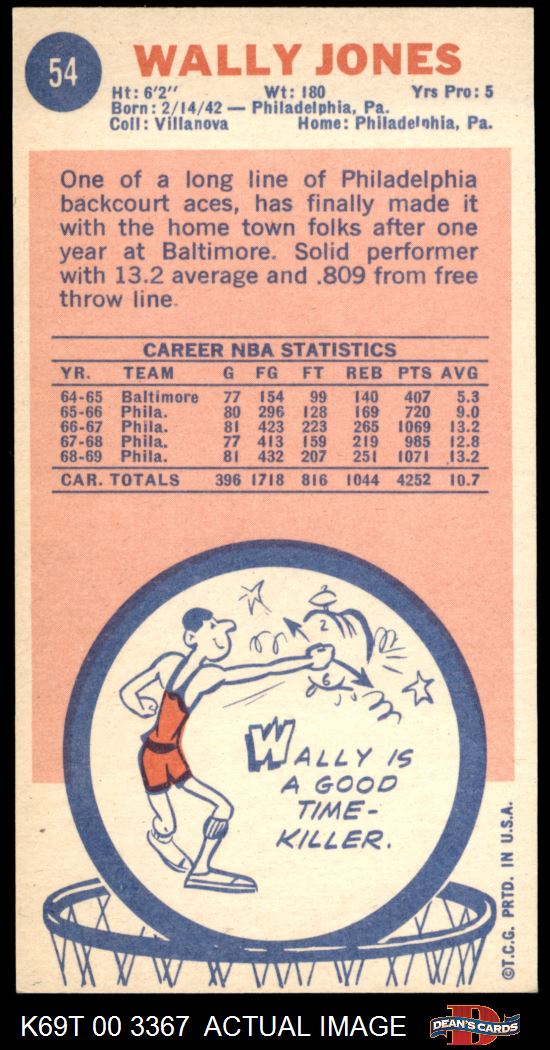 54
WALLY JONES
Ht: 6'2" Wt: 180 Yrs Pro: 5
Born: 2/14/42 — Philadelphia, Pa.
Coll: Villanova Home: Philadelphia, Pa.
One of a long line of Philadelphia
backcourt aces, has finally made it
with the home town folks after one
year at Baltimore. Solid performer
with 13.2 average and .809 from free
throw line.
CAREER NBA STATISTICS
YR. TEAM G FG FT REB PTS AVG
64-65 Baltimore 77 154 99 140 407 5.3
65-66 Phila. 80 296 128 169 720 9.0
66-67 Phila. 81 423 223 265 1069 13.2
67-68 Phila. 77 413 159 219 985 12.8
68-69 Phila. 81 432 207 251 1071 13.2
CAR. TOTALS 396 1718 816 1044 4252 10.7
2
6
WALLY IS
A GOOD
TIME-
KILLER.
©T.C.G. PRTD. IN U.S.A.
K69T 00 3367 ACTUAL IMAGE
D
DEAN'S CARDS